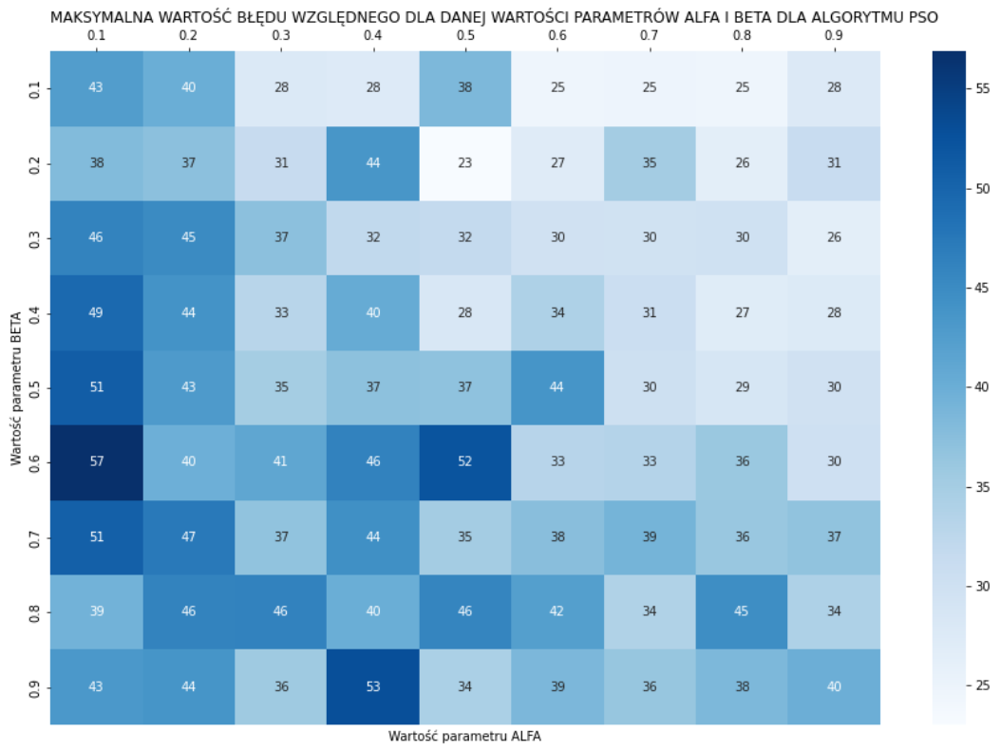 MAKSYMALNA WARTOŚĆ BŁĘDU WZGLĘDNEGO DLA DANEJ WARTOŚCI PARAMETRÓW ALFA I BETA DLA ALGORYTMU PSO
0.1 0.2 0.3 0.4 0.5 0.6 0.7 0.8 0.9
0.1 43 40 28 28 38 25 25 25 28
0.2 38 37 31 44 23 27 35 26 31
0.3 46 45 37 32 32 30 30 30 26
0.4 49 44 33 40 28 34 31 27 28
0.5 51 43 35 37 37 44 30 29 30
0.6 57 40 41 46 52 33 33 36 30
0.7 51 47 37 44 35 38 39 36 37
0.8 39 46 46 40 46 42 34 45 34
0.9 43 44 36 53 34 39 36 38 40
Wartość parametru BETA
Wartość parametru ALFA
55
50
45
40
35
30
25